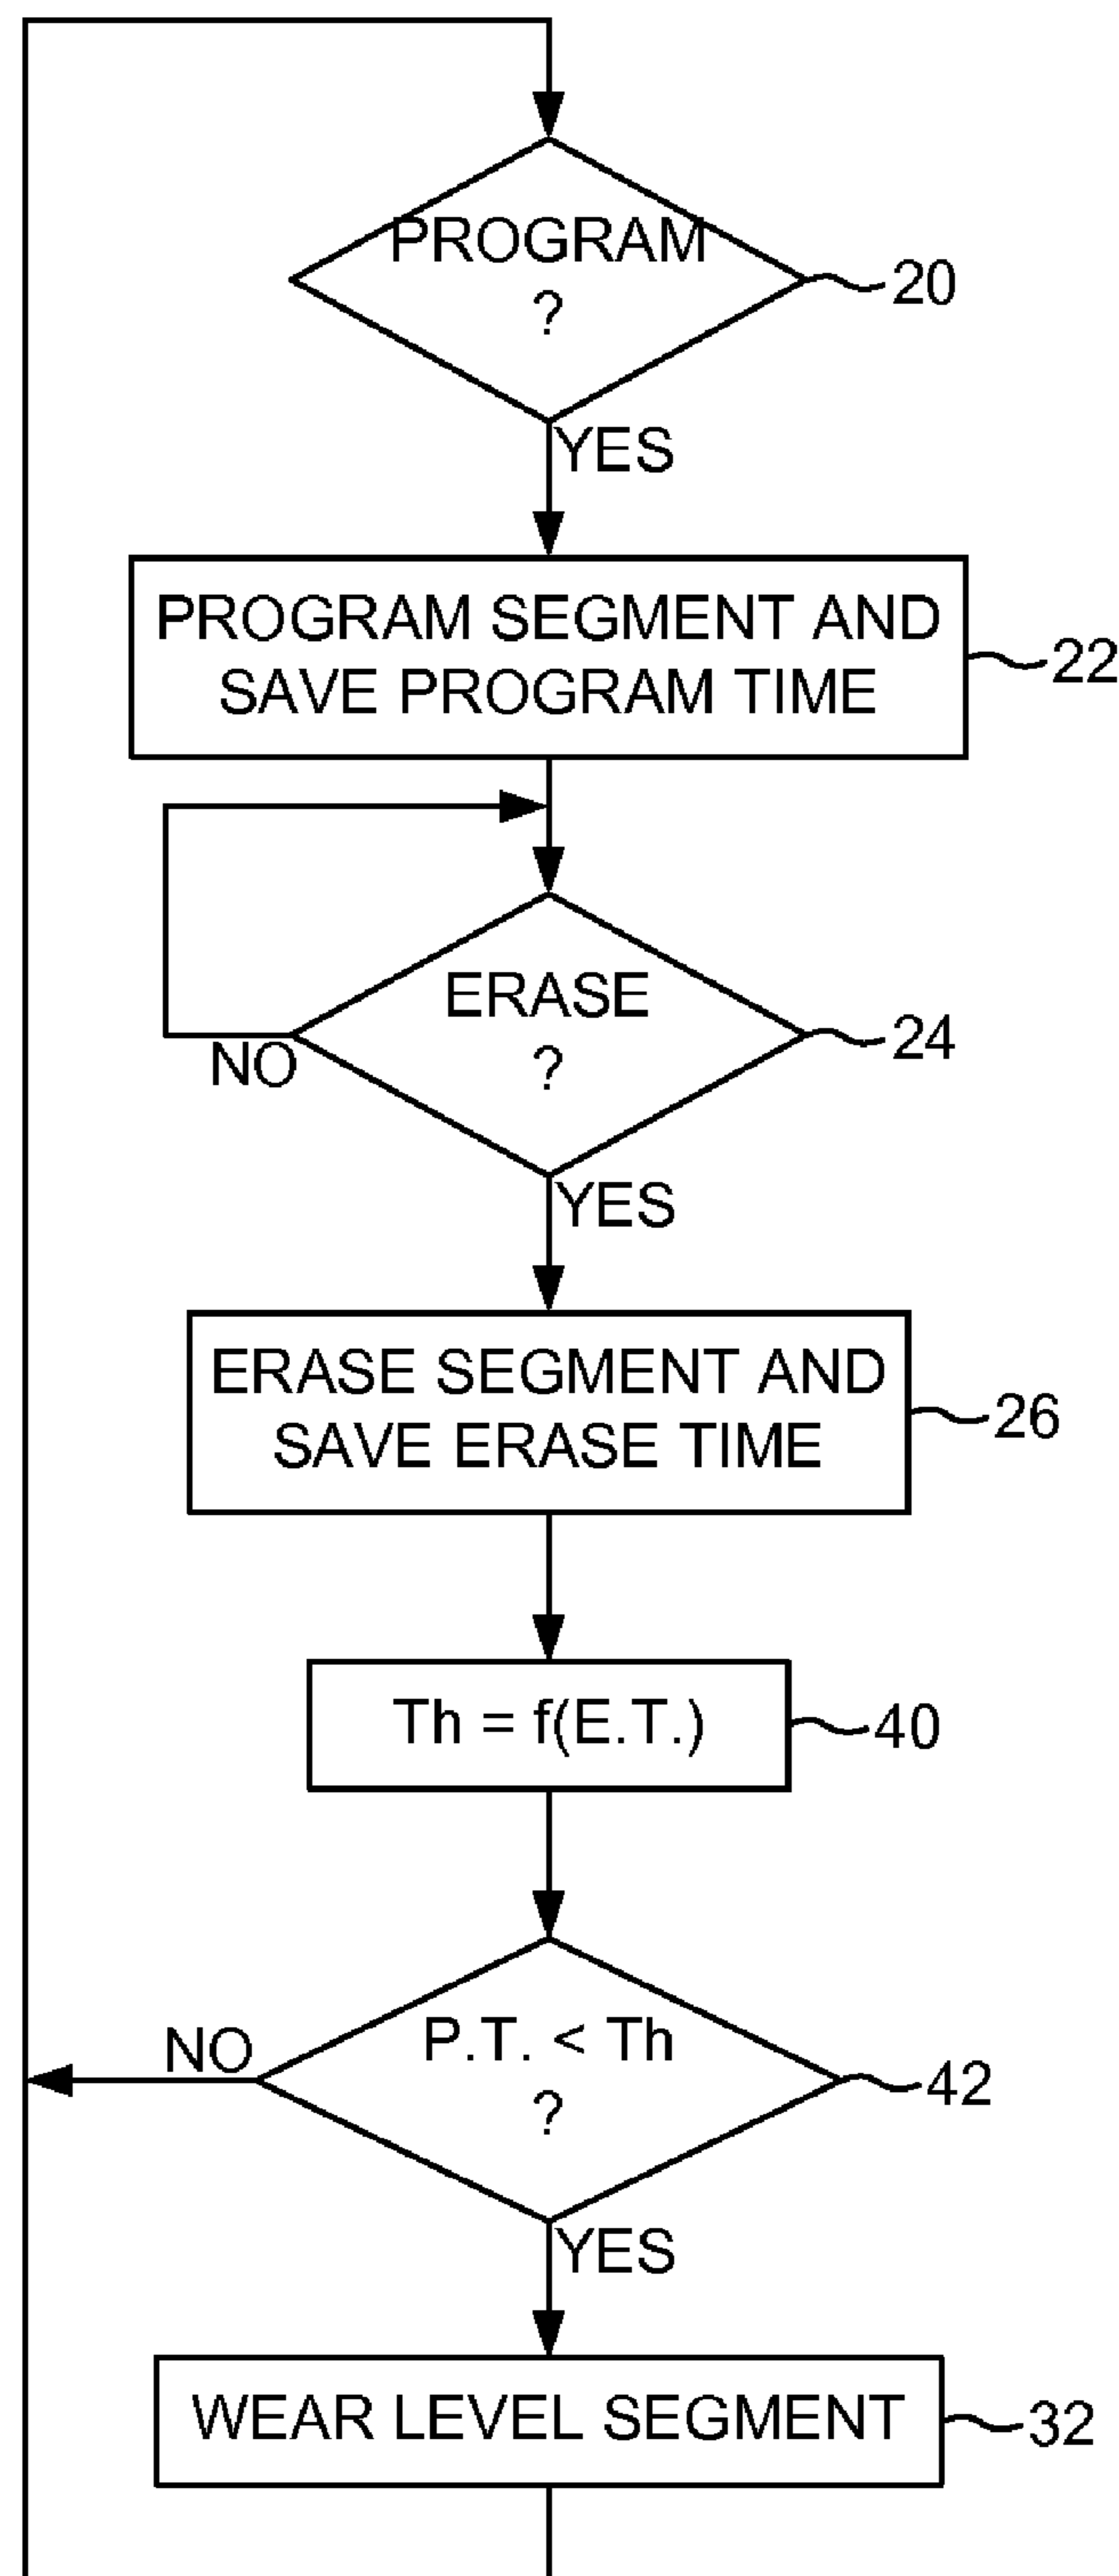 PROGRAM
?
20
YES
PROGRAM SEGMENT AND
SAVE PROGRAM TIME
22
ERASE
?
24
NO
YES
ERASE SEGMENT AND
SAVE ERASE TIME
26
Th = f(E.T.)
40
P.T. < Th
?
42
NO
YES
WEAR LEVEL SEGMENT
32